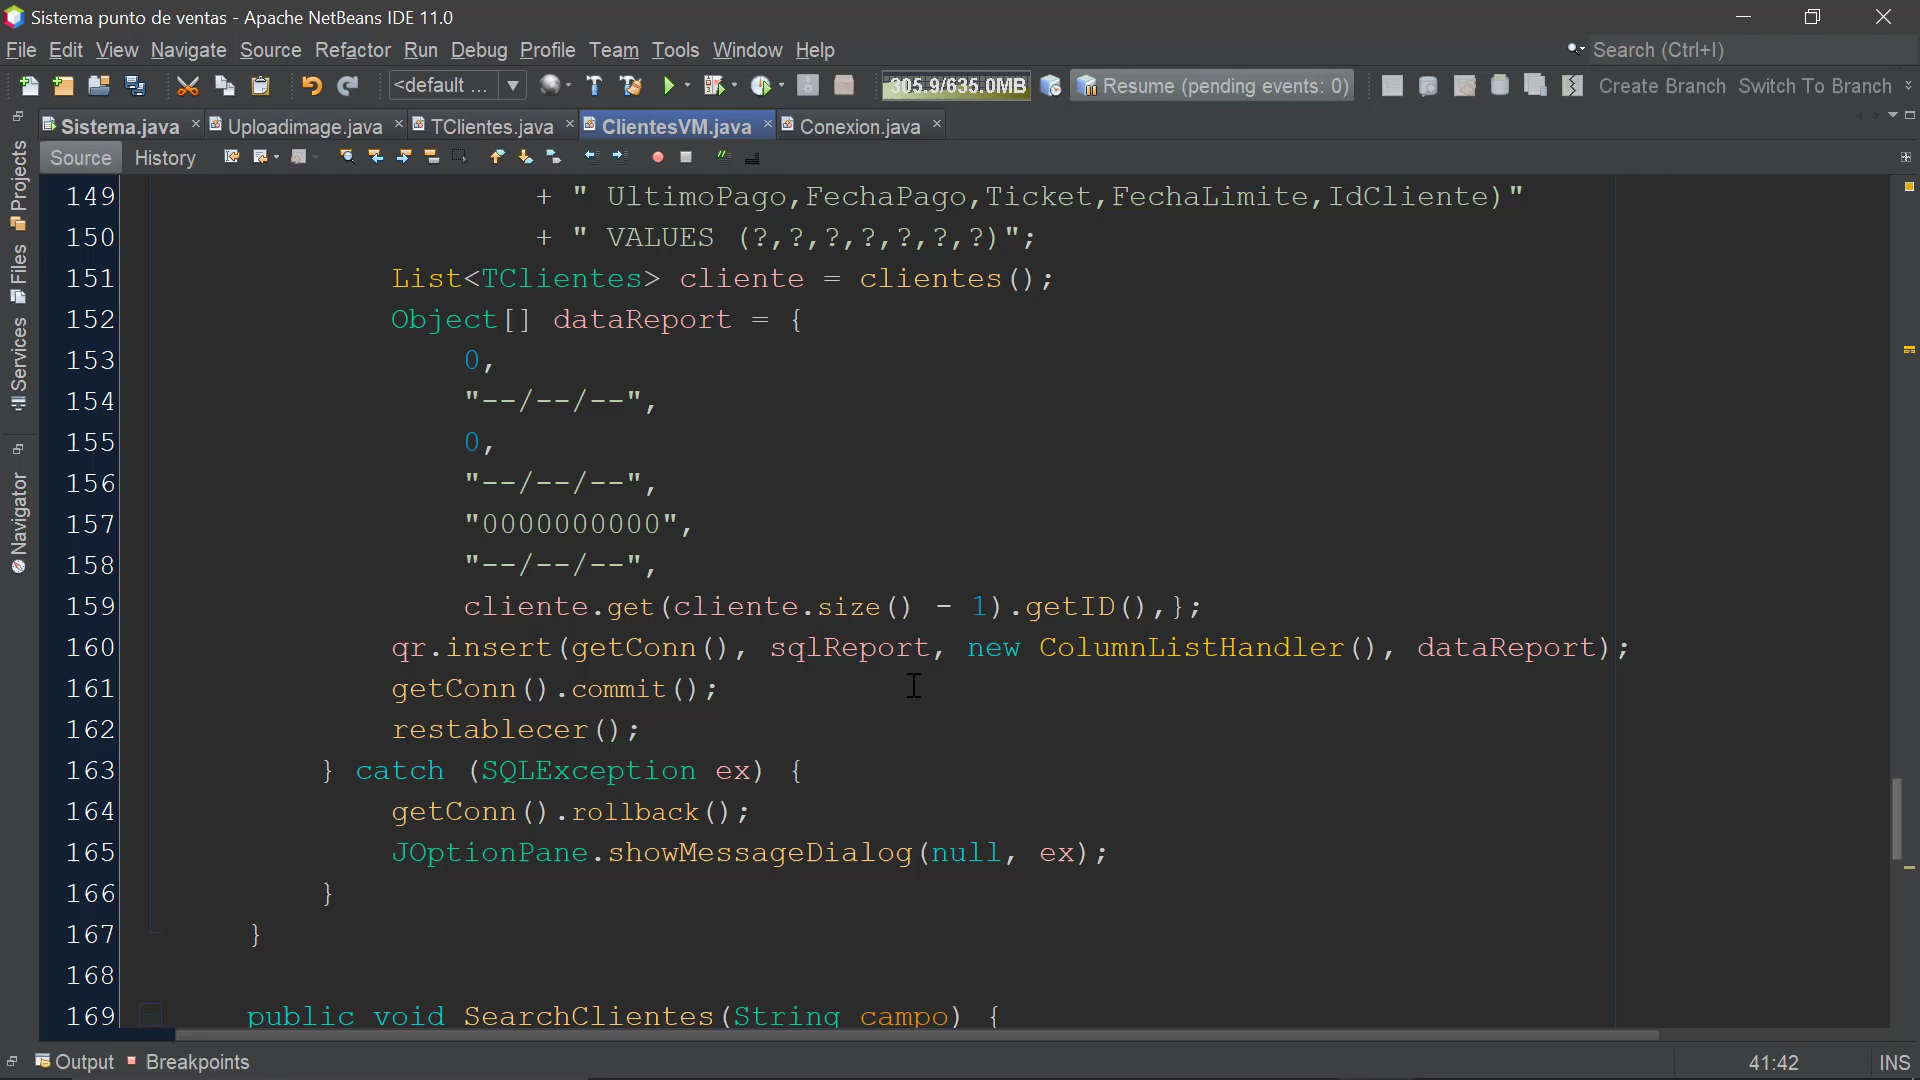 Sistema punto de ventas - Apache NetBeans IDE 11.0
File Edit View Navigate Source Refactor Run Debug Profile Team Tools Window Help
Search (Ctrl+I)
<default ...
305.9/635.0MB
Resume (pending events: 0)
Create Branch Switch To Branch
Sistema.java
Uploadimage.java
TClientes.java
ClientesVM.java
Conexion.java
Source History
Projects
Files
Services
Navigator
149 + " UltimoPago,FechaPago,Ticket,FechaLimite,IdCliente)"
150 + " VALUES (?,?,?,?,?,?,?)";
151 List<TClientes> cliente = clientes();
152 Object[] dataReport = {
153 0,
154 "--/--/--",
155 0,
156 "--/--/--",
157 "0000000000",
158 "--/--/--",
159 cliente.get(cliente.size() - 1).getID(),};
160 qr.insert(getConn(), sqlReport, new ColumnListHandler(), dataReport);
161 getConn().commit();
162 restablecer();
163 } catch (SQLException ex) {
164 getConn().rollback();
165 JOptionPane.showMessageDialog(null, ex);
166 }
167 }
168
169 public void SearchClientes(String campo) {
Output Breakpoints
41:42 INS